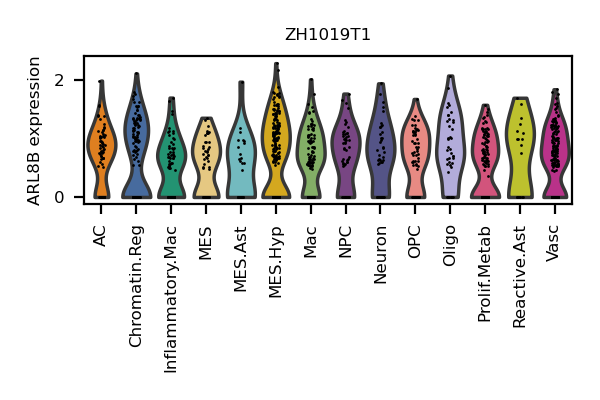 ZH1019T1
ARL8B expression
2
0
AC
Chromatin.Reg
Inflammatory.Mac
MES
MES.Ast
MES.Hyp
Mac
NPC
Neuron
OPC
Oligo
Prolif.Metab
Reactive.Ast
Vasc